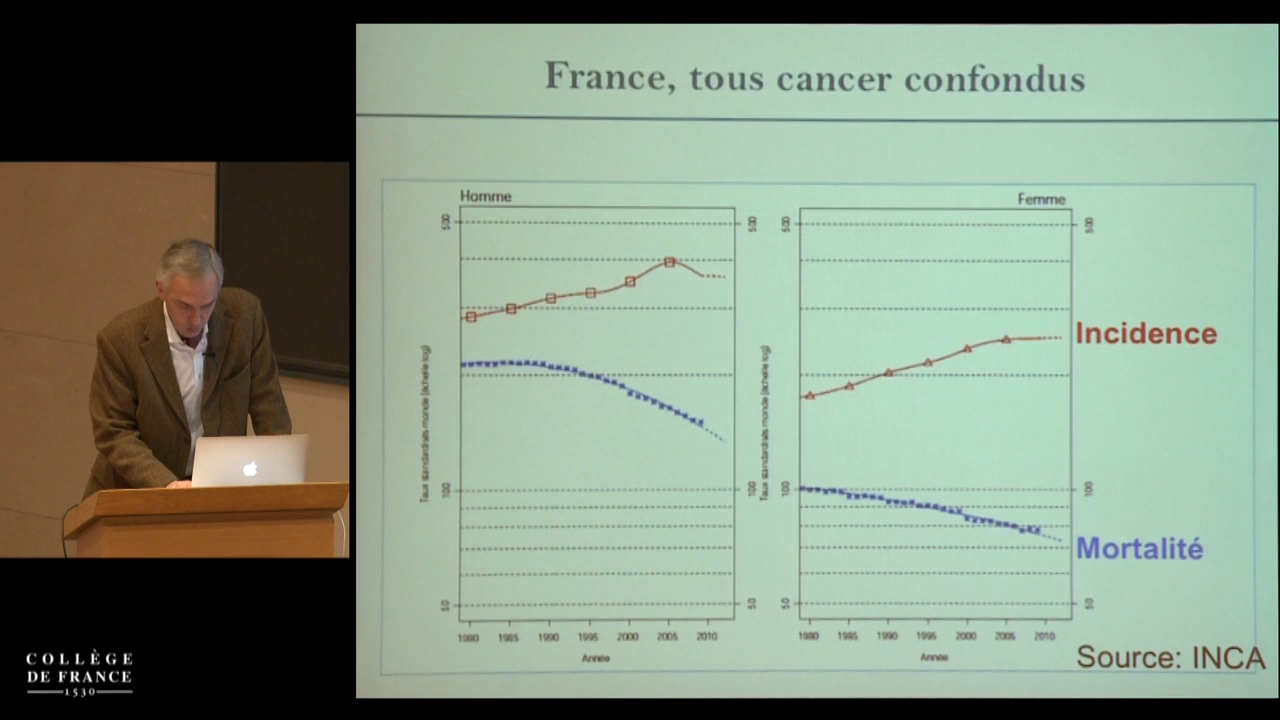 France, tous cancer confondus
Homme
Femme
500
500
500
500
Taux standardisés monde (échelle log)
Taux standardisés monde (échelle log)
Incidence
100
100
100
100
Mortalité
50
50
50
50
1980 1985 1990 1995 2000 2005 2010
1980 1985 1990 1995 2000 2005 2010
Année
Année
Source: INCA
COLLÈGE
DE FRANCE
1530